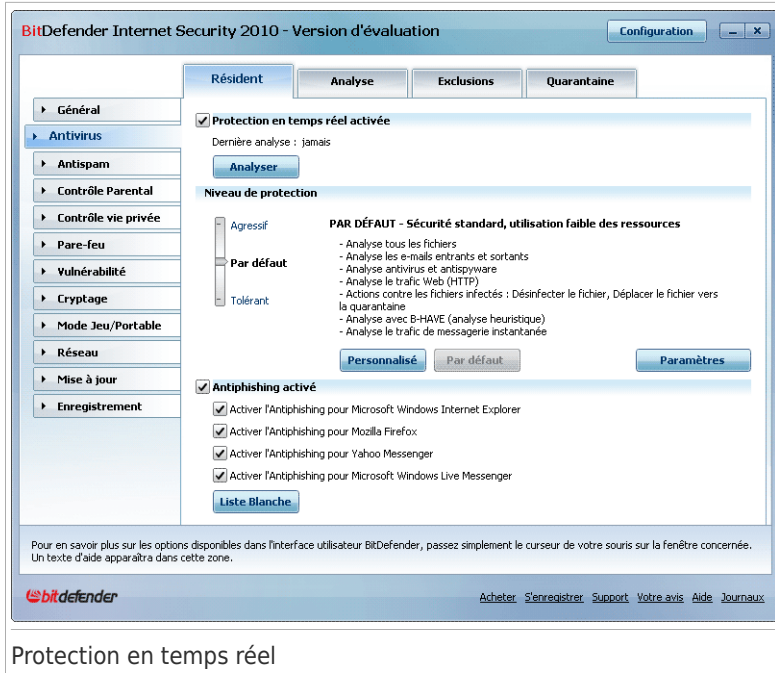 BitDefender Internet Security 2010 - Version d'évaluation
Configuration
Résident
Analyse
Exclusions
Quarantaine
Général
Antivirus
Antispam
Contrôle Parental
Contrôle vie privée
Pare-feu
Vulnérabilité
Cryptage
Mode Jeu/Portable
Réseau
Mise à jour
Enregistrement
Protection en temps réel activée
Dernière analyse : jamais
Analyser
Niveau de protection
Agressif
Par défaut
Tolérant
PAR DÉFAUT - Sécurité standard, utilisation faible des ressources
- Analyse tous les fichiers
- Analyse les e-mails entrants et sortants
- Analyse antivirus et antispyware
- Analyse le trafic Web (HTTP)
- Actions contre les fichiers infectés : Désinfecter le fichier, Déplacer le fichier vers
la quarantaine
- Analyse avec B-HAVE (analyse heuristique)
- Analyse le trafic de messagerie instantanée
Personnalisé
Par défaut
Paramètres
Antiphishing activé
Activer l'Antiphishing pour Microsoft Windows Internet Explorer
Activer l'Antiphishing pour Mozilla Firefox
Activer l'Antiphishing pour Yahoo Messenger
Activer l'Antiphishing pour Microsoft Windows Live Messenger
Liste Blanche
Pour en savoir plus sur les options disponibles dans l'interface utilisateur BitDefender, passez simplement le curseur de votre souris sur la fenêtre concernée.
Un texte d'aide apparaîtra dans cette zone.
bitdefender
Acheter S'enregistrer Support Votre avis Aide Journaux
Protection en temps réel